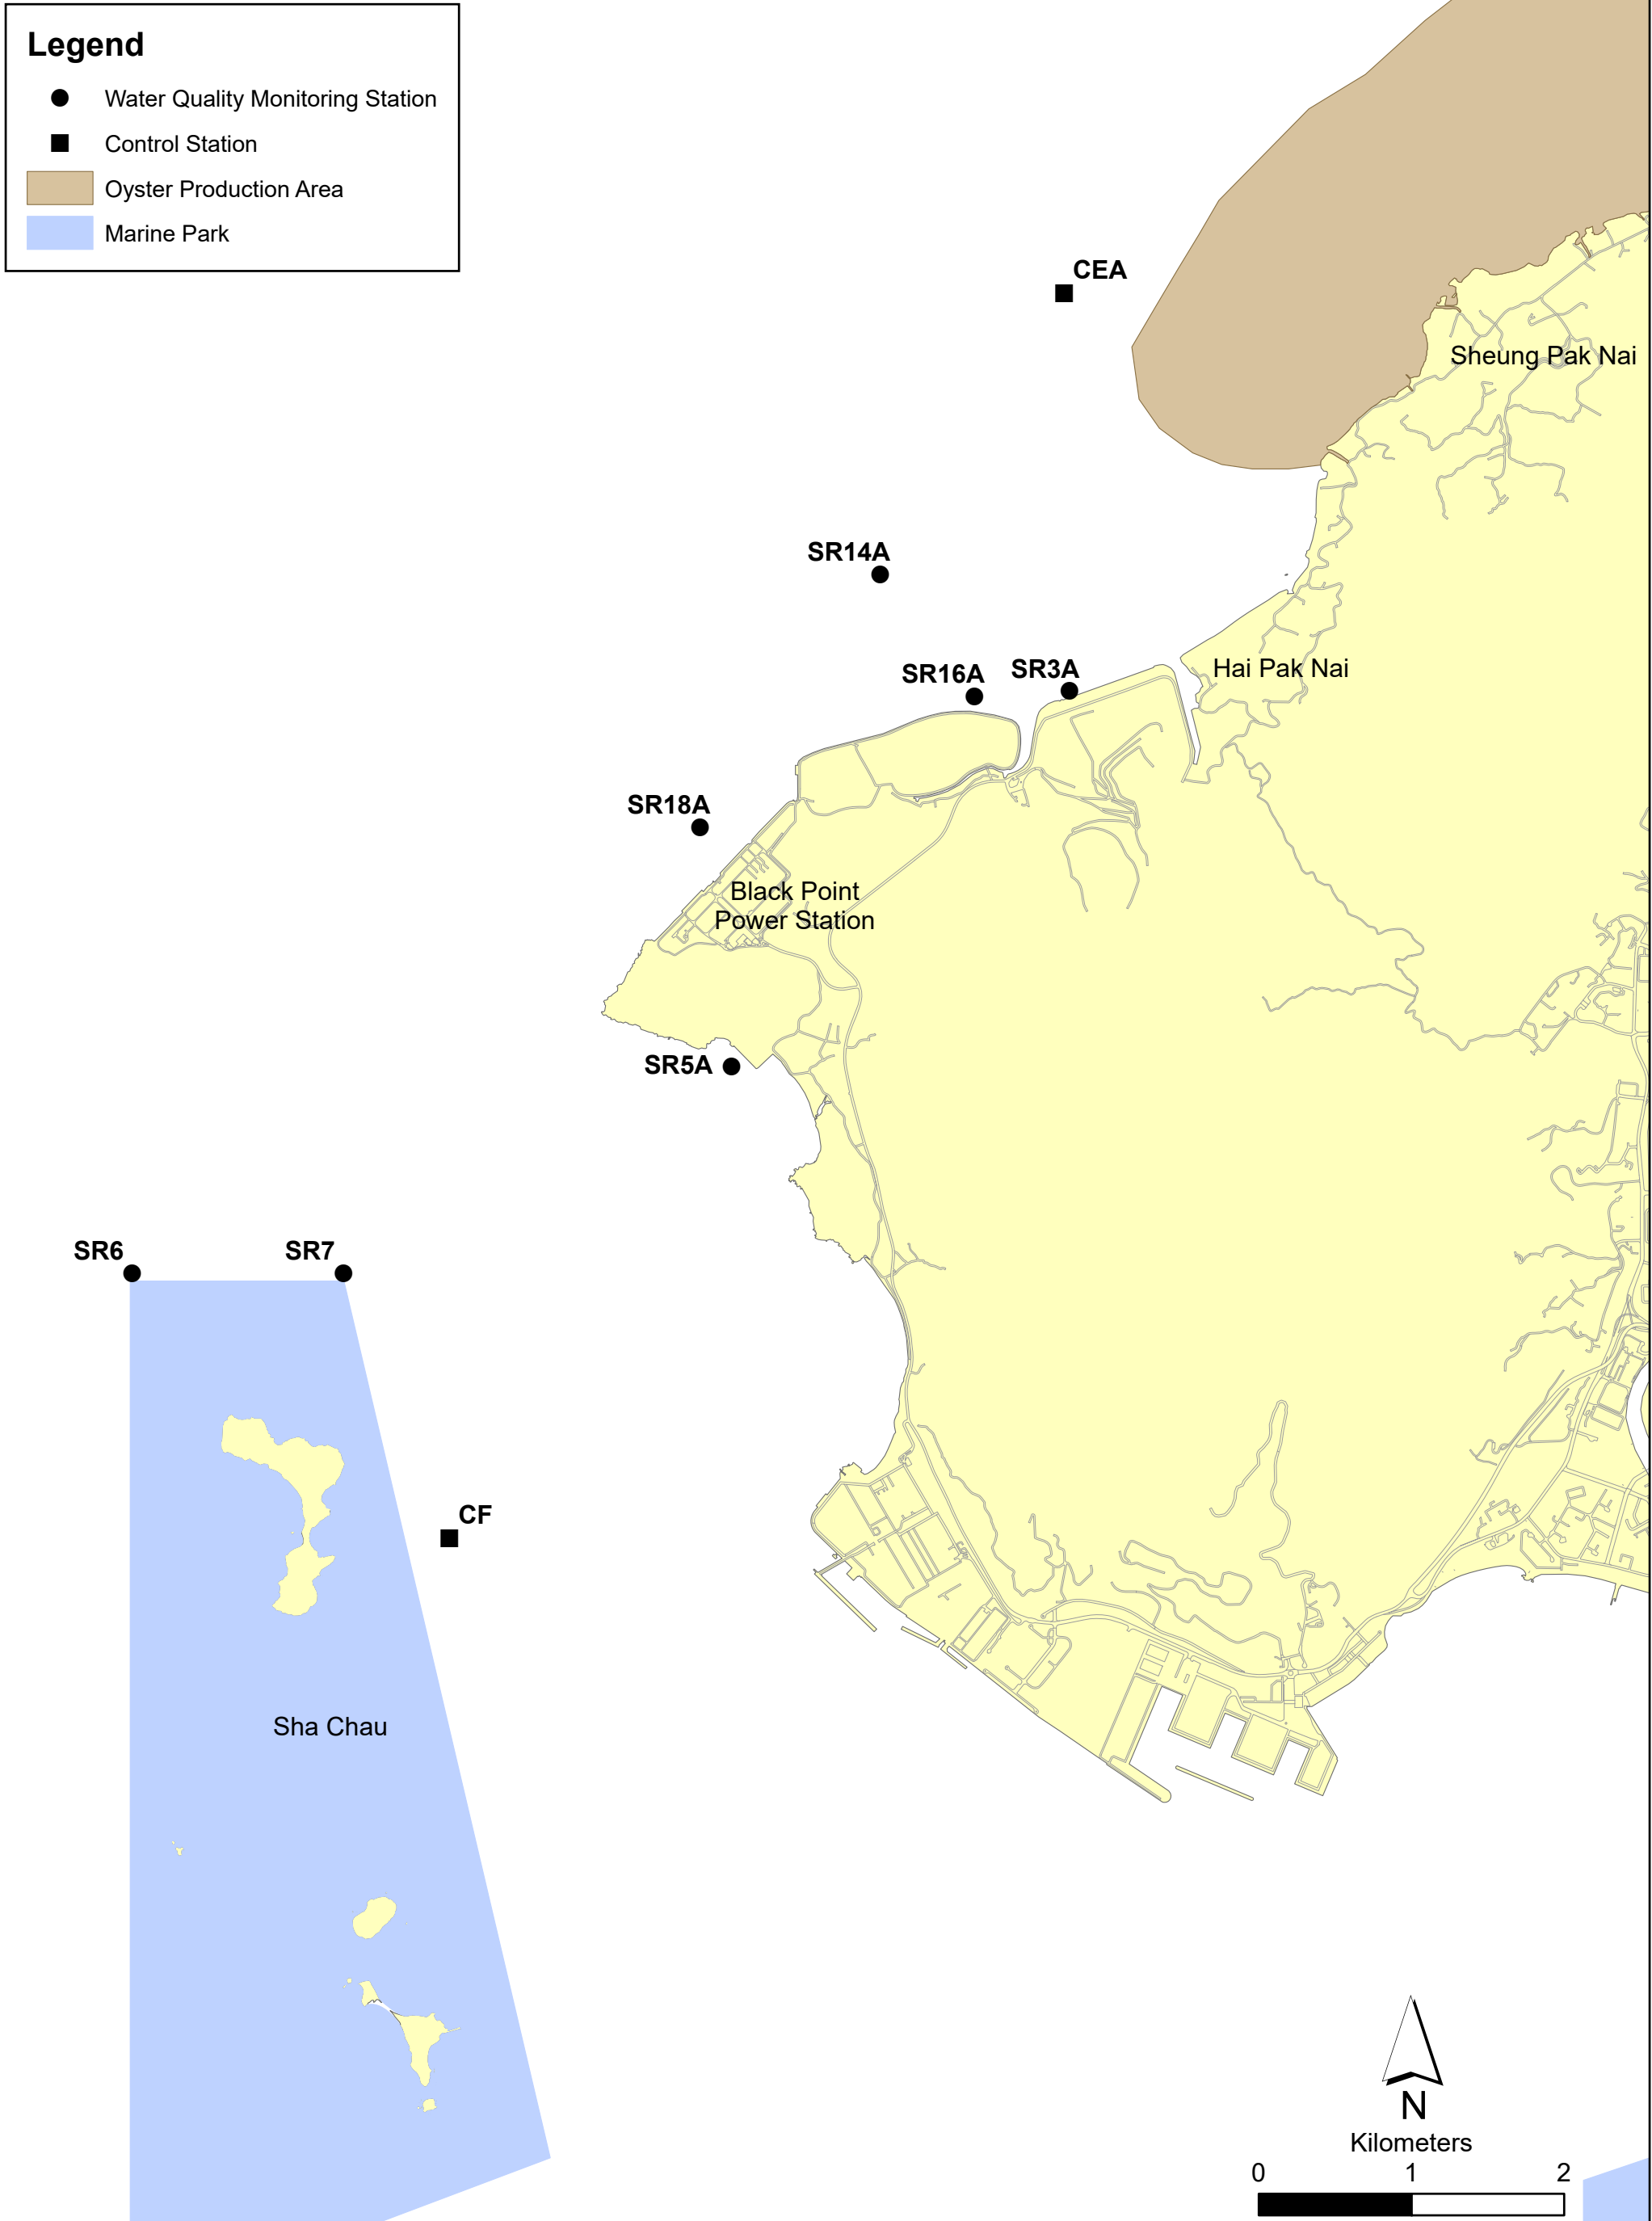 Legend
Water Quality Monitoring Station
Control Station
Oyster Production Area
Marine Park
CEA
Sheung Pak Nai
SR14A
SR16A
SR3A
Hai Pak Nai
SR18A
Black Point
Power Station
SR5A
SR6
SR7
CF
Sha Chau
N
Kilometers
0 1 2